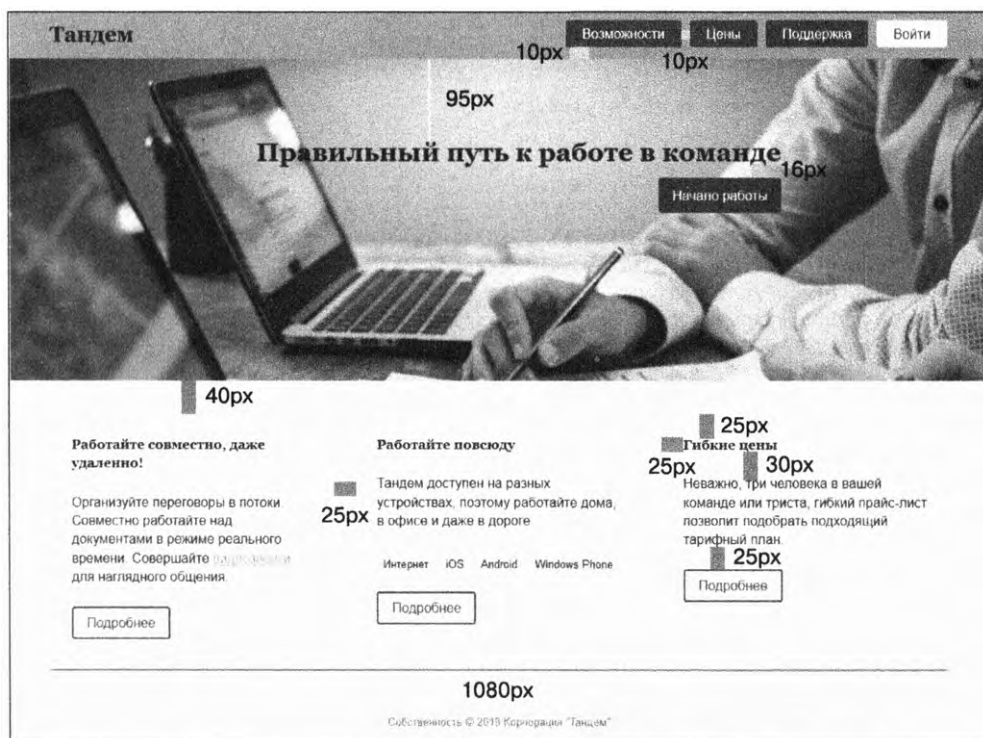 Тандем
Возможности Цены Поддержка Войти
10px
10px
95px
Правильный путь к работе в команде
16px
Начало работы
40px
25px
Работайте совместно, даже
удаленно!
Организуйте переговоры в потоки.
Совместно работайте над
документами в режиме реального
времени. Совершайте
для наглядного общения.
Подробнее
25px
Работайте повсюду
Тандем доступен на разных
устройствах, поэтому работайте дома,
в офисе и даже в дороге
Интернет iOS Android Windows Phone
Подробнее
Гибкие цены
25px
30px
Неважно, три человека в вашей
команде или триста, гибкий прайс-лист
позволит подобрать подходящий
тарифный план.
25px
Подробнее
1080px
Собственность © 2019 Корпорации "Тандем"